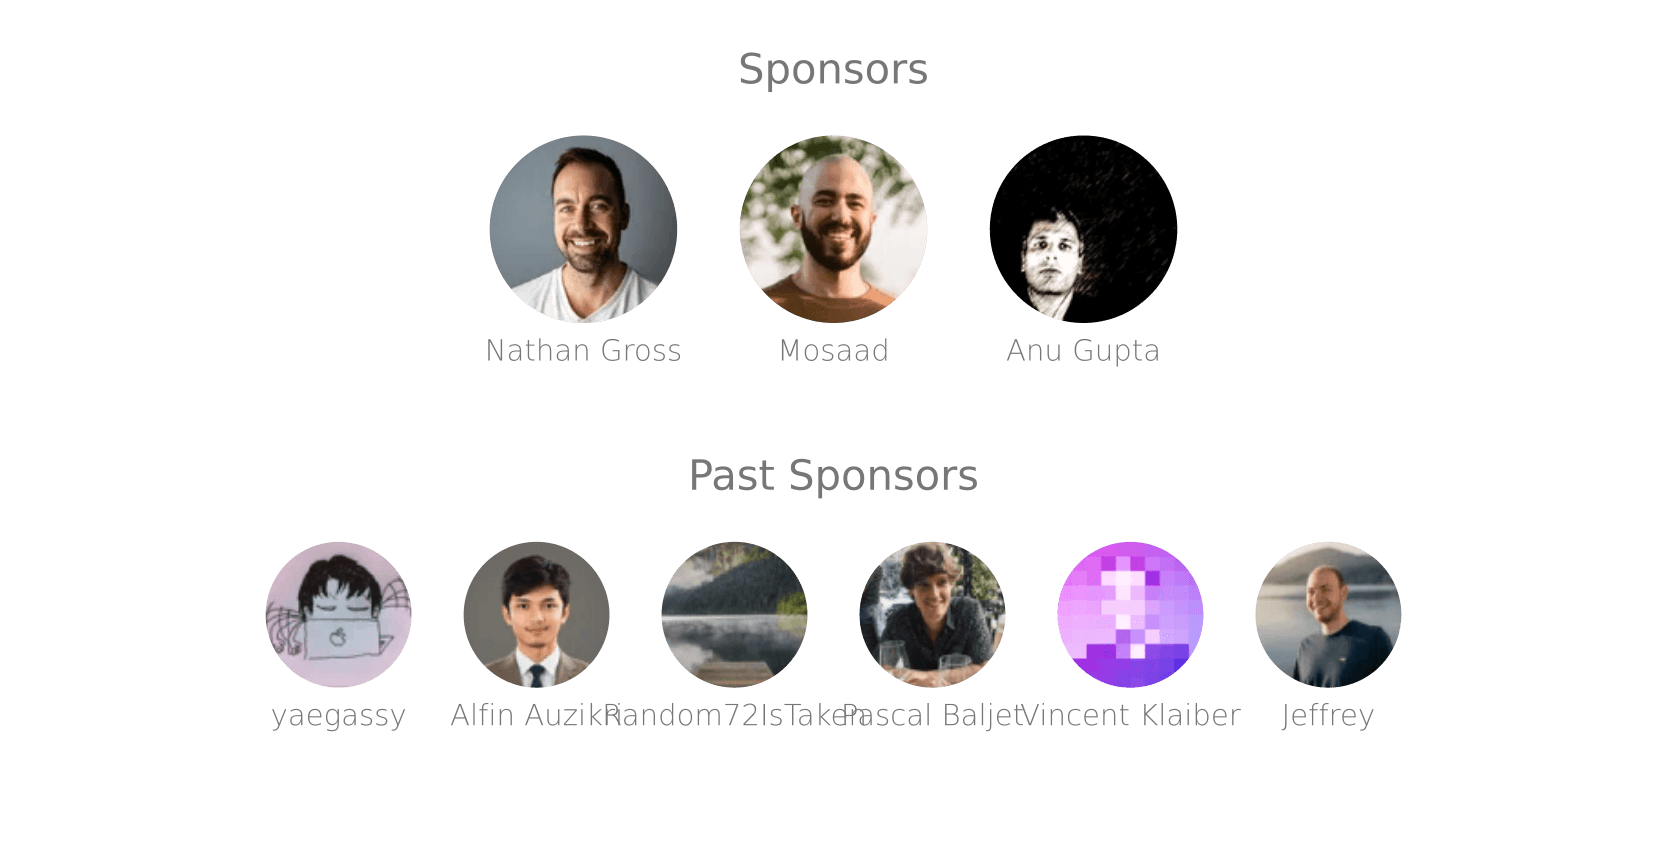 Sponsors
Nathan Gross Mosaad Anu Gupta
Past Sponsors
yaegassy Alfin Auzikri Random72IsTaken Pascal Baljet Vincent Klaiber Jeffrey